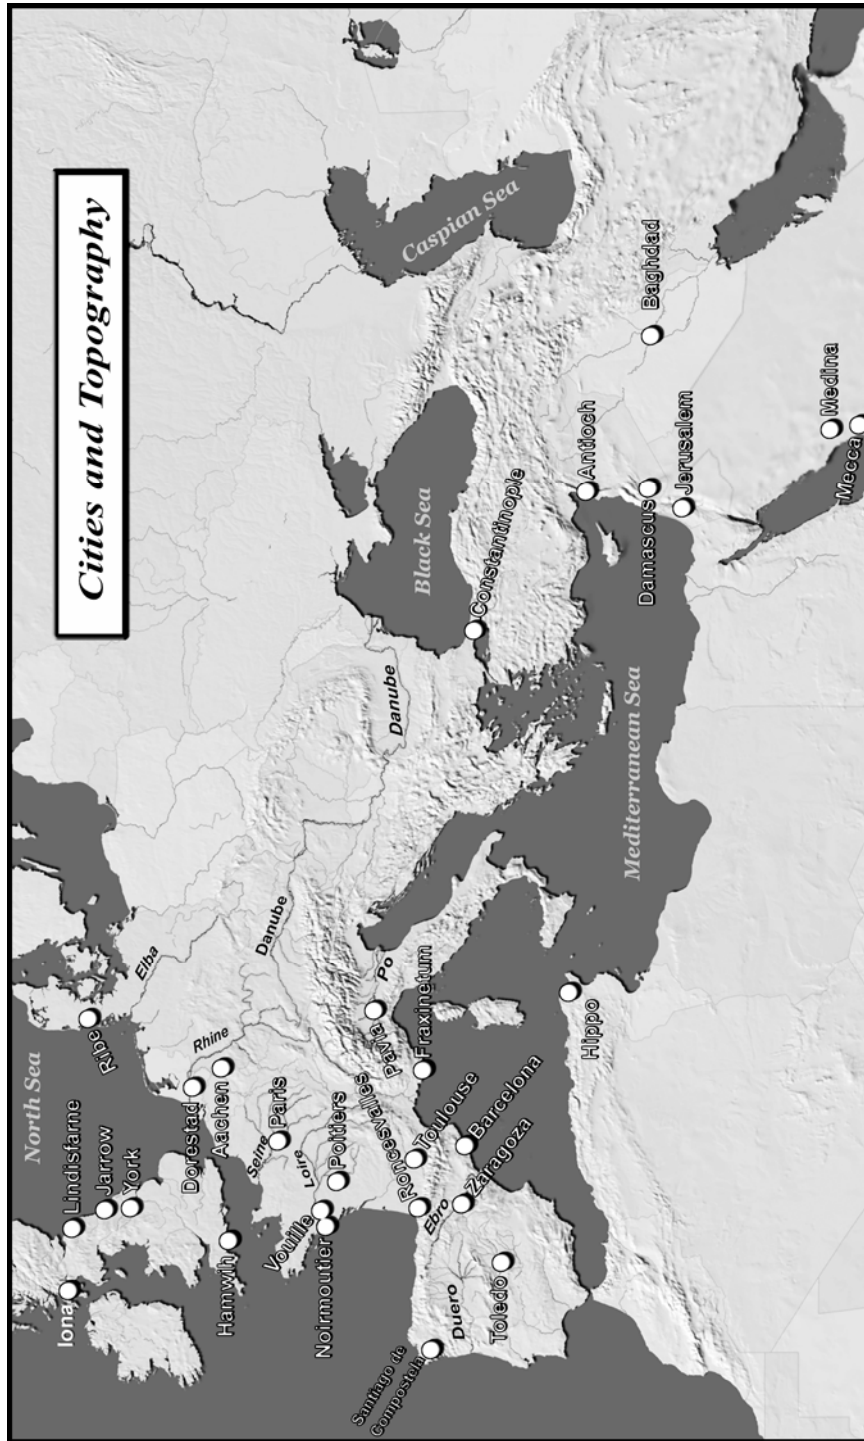 Cities and Topography
North Sea
Caspian Sea
Black Sea
Mediterranean Sea
Iona
Lindisfarne
Jarrow
York
Ribe
Hamwih
Dorestad
Aachen
Elba
Rhine
Seine
Paris
Loire
Vouille
Noirmoutier
Poitiers
Danube
Danube
Po
Pavia
Fraxinetum
Roncesvalles
Toulouse
Ebro
Zaragoza
Barcelona
Santiago de
Compostela
Duero
Toledo
Hippo
Constantinople
Antioch
Damascus
Jerusalem
Baghdad
Medina
Mecca